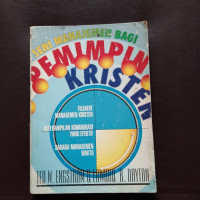 SENI MANAJEMEN BAGI
PEMIMPIN
KRISTEN
FILSAFAT
MANAJEMEN KRISTEN
KETERAMPILAN KOMUNIKASI
YANG EFEKTIF
SARANA MANAJEMEN
WAKTU
TED W. ENGSTROM & EDWARD R. DAYTON